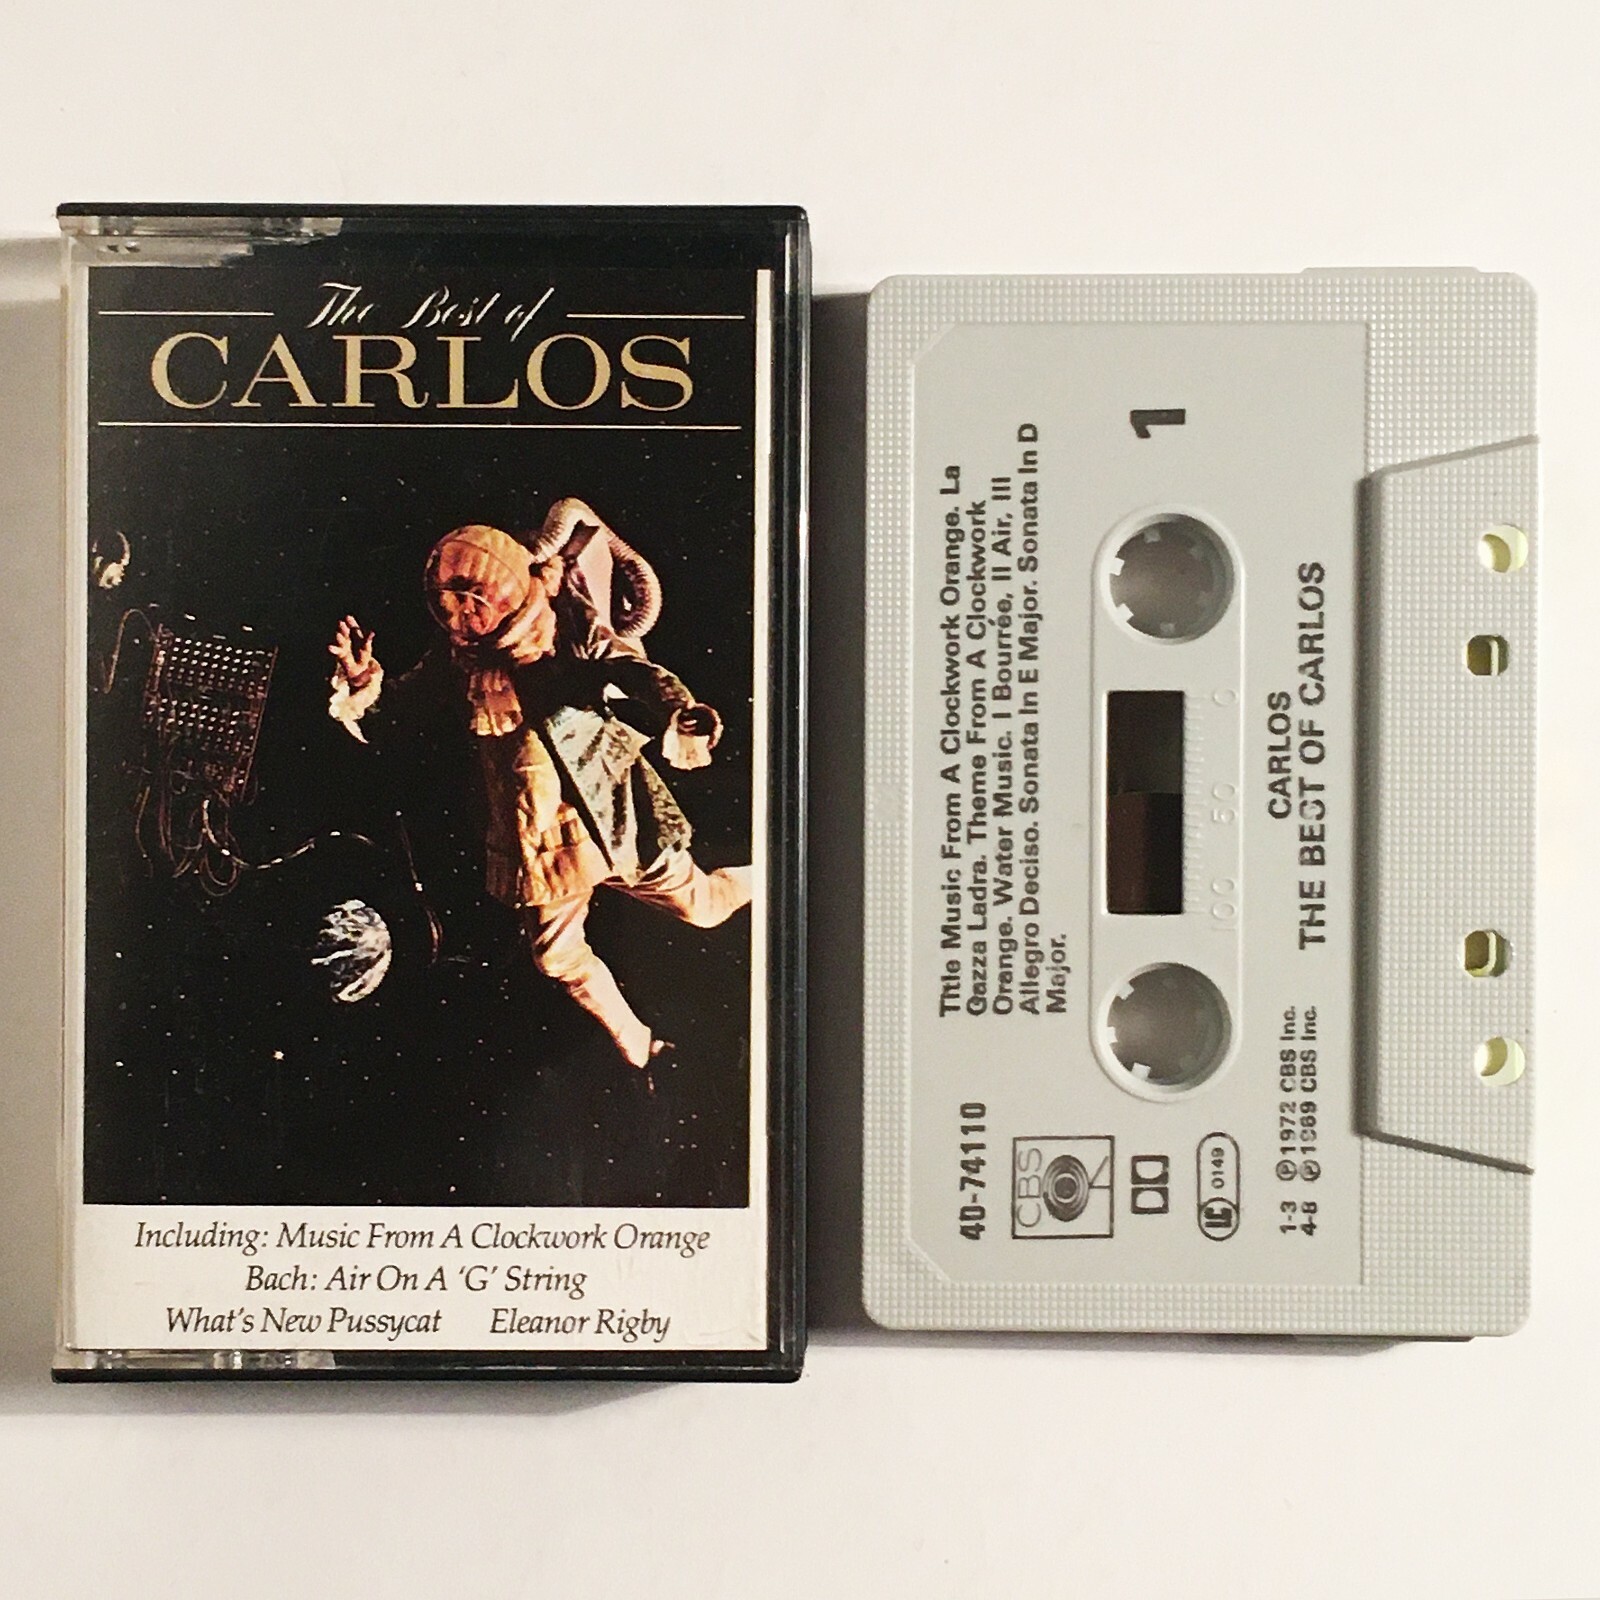 The Best of
CARLOS
Including: Music From A Clockwork Orange
Bach: Air On A 'G' String
What's New Pussycat Eleanor Rigby
Title Music From A Clockwork Orange. La
Gazza Ladra. Theme From A Clockwork
Orange. Water Music. I Bourrée, II Air, III
Allegro Deciso. Sonata In E Major. Sonata In D
Major.
1
100 50 0
40-74110
CBS
LC 0149
CARLOS
THE BEST OF CARLOS
1-3 ℗1972 CBS Inc.
4-8 ℗1969 CBS Inc.